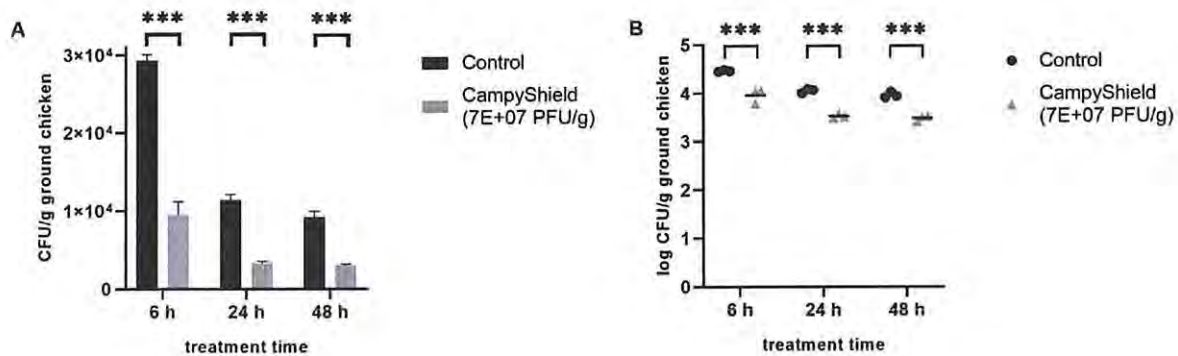 A
*** *** ***
CFU/g ground chicken
3×10⁴
2×10⁴
1×10⁴
0
6 h 24 h 48 h
treatment time
Control
CampyShield
(7E+07 PFU/g)
B
*** *** ***
log CFU/g ground chicken
5
4
3
2
1
0
6 h 24 h 48 h
treatment time
Control
CampyShield
(7E+07 PFU/g)